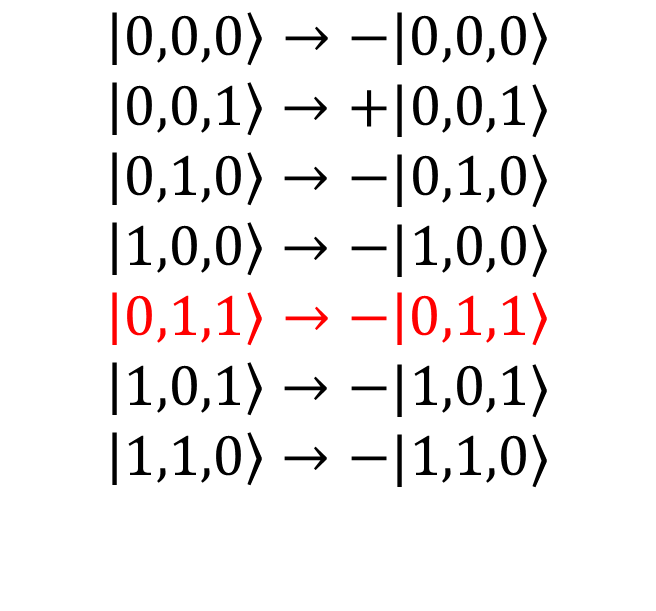 |0,0,0⟩ → −|0,0,0⟩
|0,0,1⟩ → +|0,0,1⟩
|0,1,0⟩ → −|0,1,0⟩
|1,0,0⟩ → −|1,0,0⟩
|0,1,1⟩ → −|0,1,1⟩
|1,0,1⟩ → −|1,0,1⟩
|1,1,0⟩ → −|1,1,0⟩